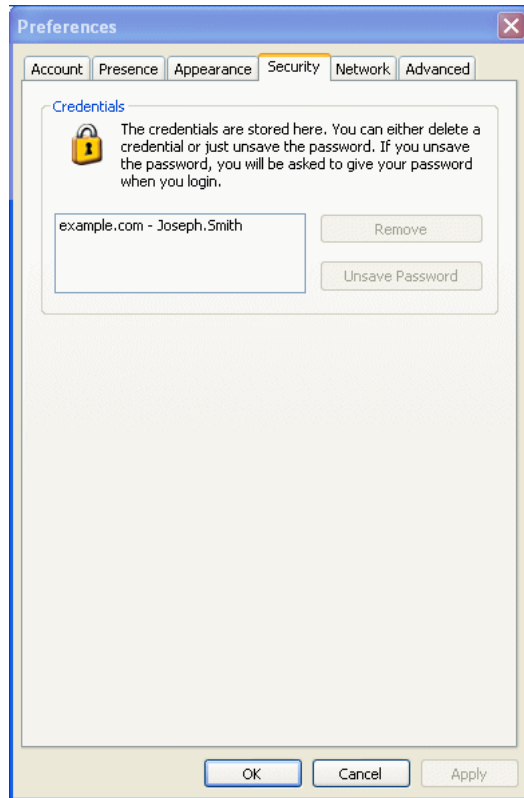 Preferences
Account Presence Appearance Security Network Advanced
Credentials
The credentials are stored here. You can either delete a
credential or just unsave the password. If you unsave
the password, you will be asked to give your password
when you login.
example.com - Joseph.Smith
Remove
Unsave Password
OK Cancel Apply